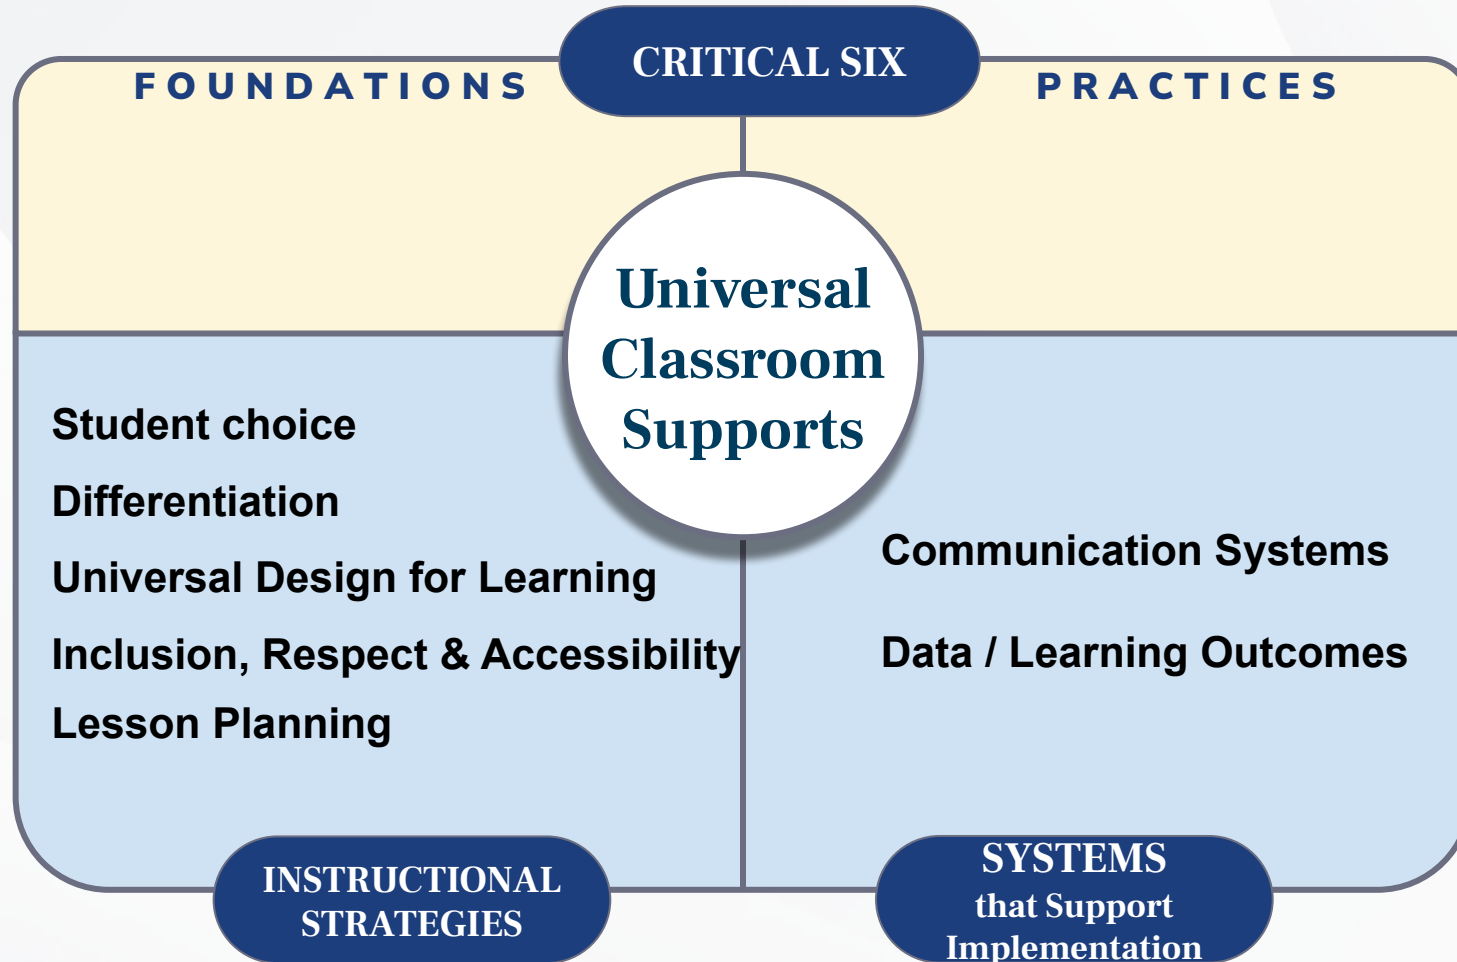 CRITICAL SIX
FOUNDATIONS
PRACTICES
Universal
Classroom
Supports
Student choice
Differentiation
Universal Design for Learning
Inclusion, Respect & Accessibility
Lesson Planning
Communication Systems
Data / Learning Outcomes
INSTRUCTIONAL
STRATEGIES
SYSTEMS
that Support
Implementation